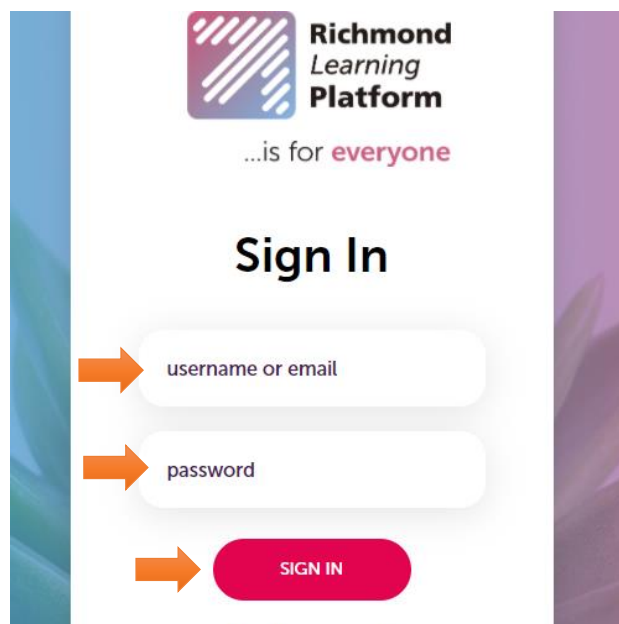 Richmond
Learning
Platform
...is for everyone
Sign In
username or email
password
SIGN IN